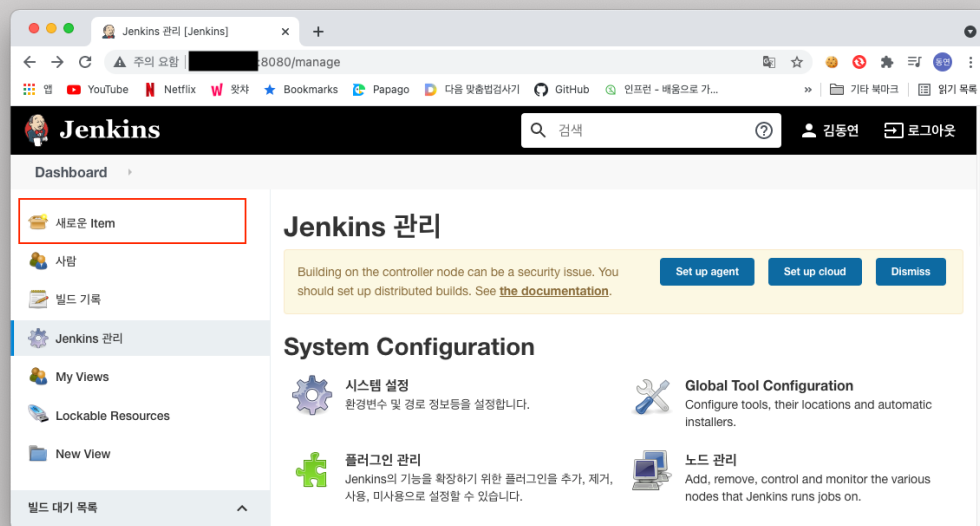 Jenkins 관리 [Jenkins]
주의 요함
:8080/manage
동연
앱
YouTube
Netflix
왓챠
Bookmarks
Papago
다음 맞춤법검사기
GitHub
인프런 - 배움으로 가...
»
기타 북마크
읽기 목록
Jenkins
검색
김동연
로그아웃
Dashboard
새로운 Item
사람
빌드 기록
Jenkins 관리
My Views
Lockable Resources
New View
빌드 대기 목록
Jenkins 관리
Building on the controller node can be a security issue. You
should set up distributed builds. See the documentation.
Set up agent
Set up cloud
Dismiss
System Configuration
시스템 설정
환경변수 및 경로 정보등을 설정합니다.
Global Tool Configuration
Configure tools, their locations and automatic
installers.
플러그인 관리
Jenkins의 기능을 확장하기 위한 플러그인을 추가, 제거,
사용, 미사용으로 설정할 수 있습니다.
노드 관리
Add, remove, control and monitor the various
nodes that Jenkins runs jobs on.